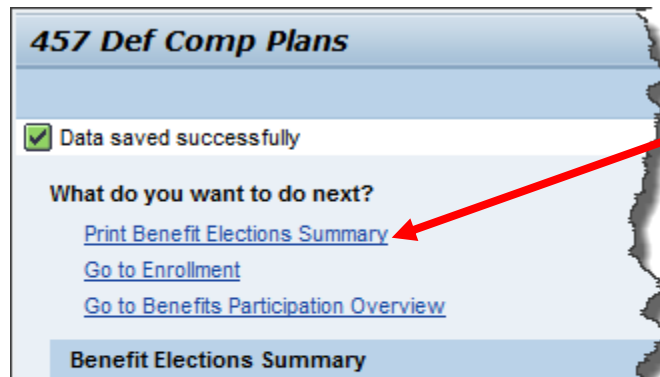 457 Def Comp Plans
Data saved successfully
What do you want to do next?
Print Benefit Elections Summary
Go to Enrollment
Go to Benefits Participation Overview
Benefit Elections Summary